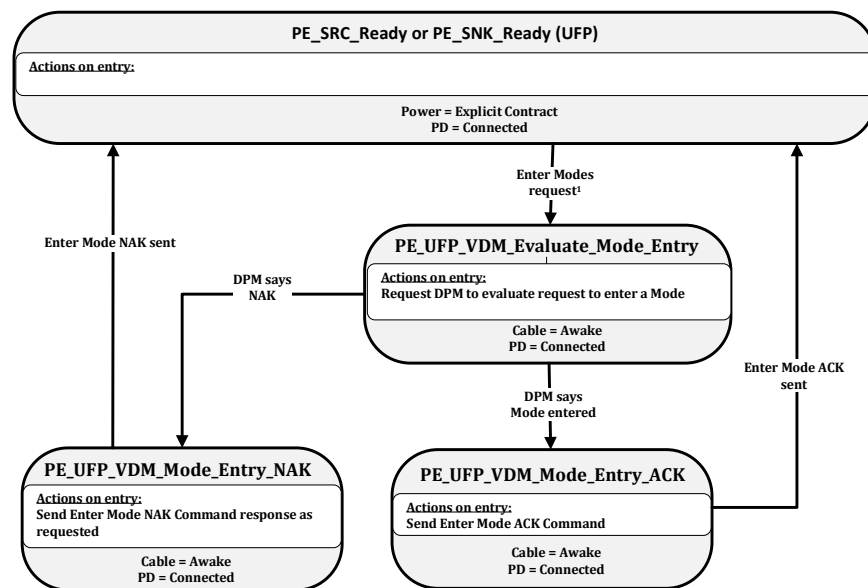 PE_SRC_Ready or PE_SNK_Ready (UFP)
Actions on entry:
Power = Explicit Contract
PD = Connected
Enter Modes
request¹
Enter Mode NAK sent
PE_UFP_VDM_Evaluate_Mode_Entry
Actions on entry:
Request DPM to evaluate request to enter a Mode
Cable = Awake
PD = Connected
DPM says
NAK
Enter Mode ACK
sent
DPM says
Mode entered
PE_UFP_VDM_Mode_Entry_NAK
Actions on entry:
Send Enter Mode NAK Command response as
requested
Cable = Awake
PD = Connected
PE_UFP_VDM_Mode_Entry_ACK
Actions on entry:
Send Enter Mode ACK Command
Cable = Awake
PD = Connected